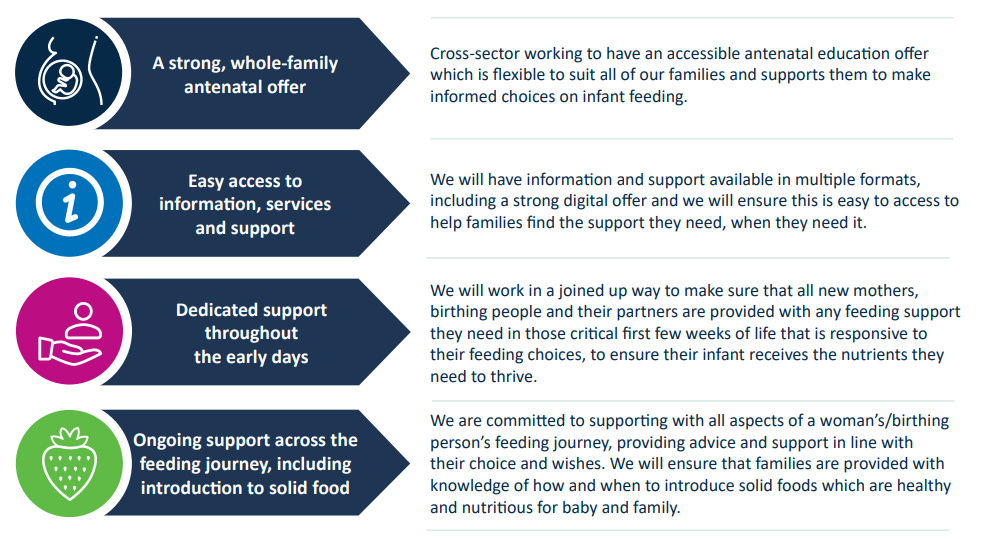 A strong, whole-family
antenatal offer
Cross-sector working to have an accessible antenatal education offer
which is flexible to suit all of our families and supports them to make
informed choices on infant feeding.
Easy access to
information, services
and support
We will have information and support available in multiple formats,
including a strong digital offer and we will ensure this is easy to access to
help families find the support they need, when they need it.
Dedicated support
throughout
the early days
We will work in a joined up way to make sure that all new mothers,
birthing people and their partners are provided with any feeding support
they need in those critical first few weeks of life that is responsive to
their feeding choices, to ensure their infant receives the nutrients they
need to thrive.
Ongoing support across the
feeding journey, including
introduction to solid food
We are committed to supporting with all aspects of a woman’s/birthing
person’s feeding journey, providing advice and support in line with
their choice and wishes. We will ensure that families are provided with
knowledge of how and when to introduce solid foods which are healthy
and nutritious for baby and family.